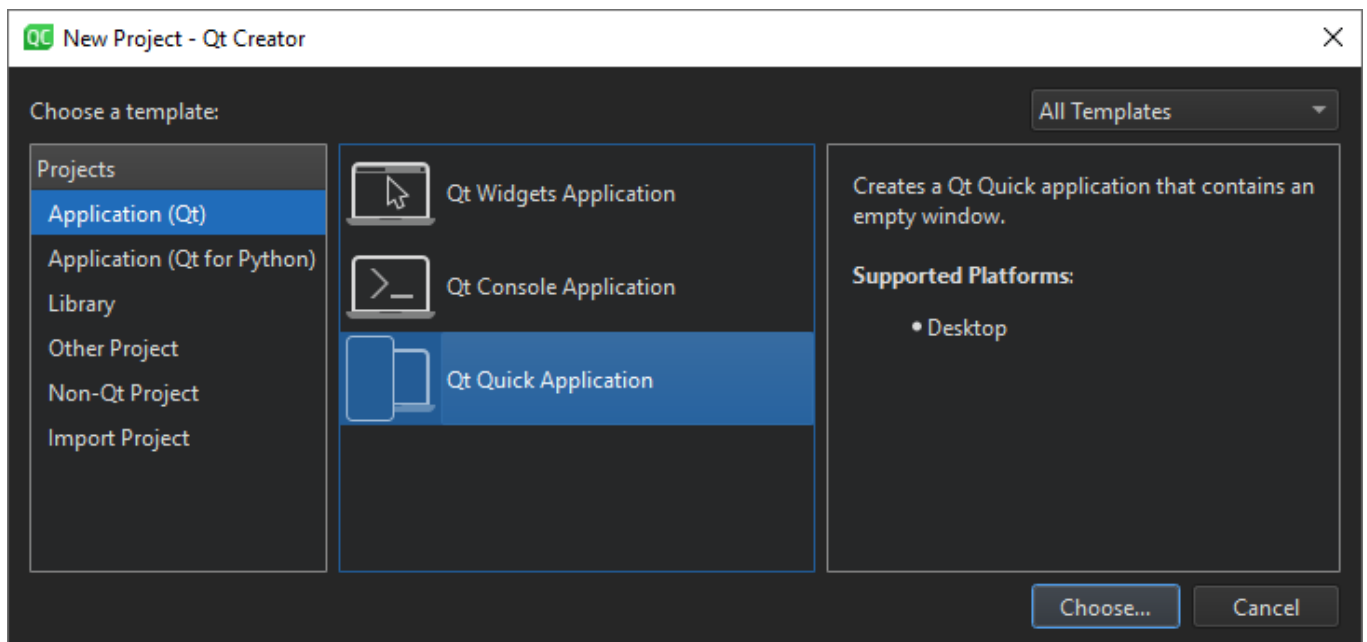 QC New Project - Qt Creator
Choose a template:
All Templates
Projects
Application (Qt)
Application (Qt for Python)
Library
Other Project
Non-Qt Project
Import Project
Qt Widgets Application
Qt Console Application
Qt Quick Application
Creates a Qt Quick application that contains an
empty window.
Supported Platforms:
• Desktop
Choose...
Cancel